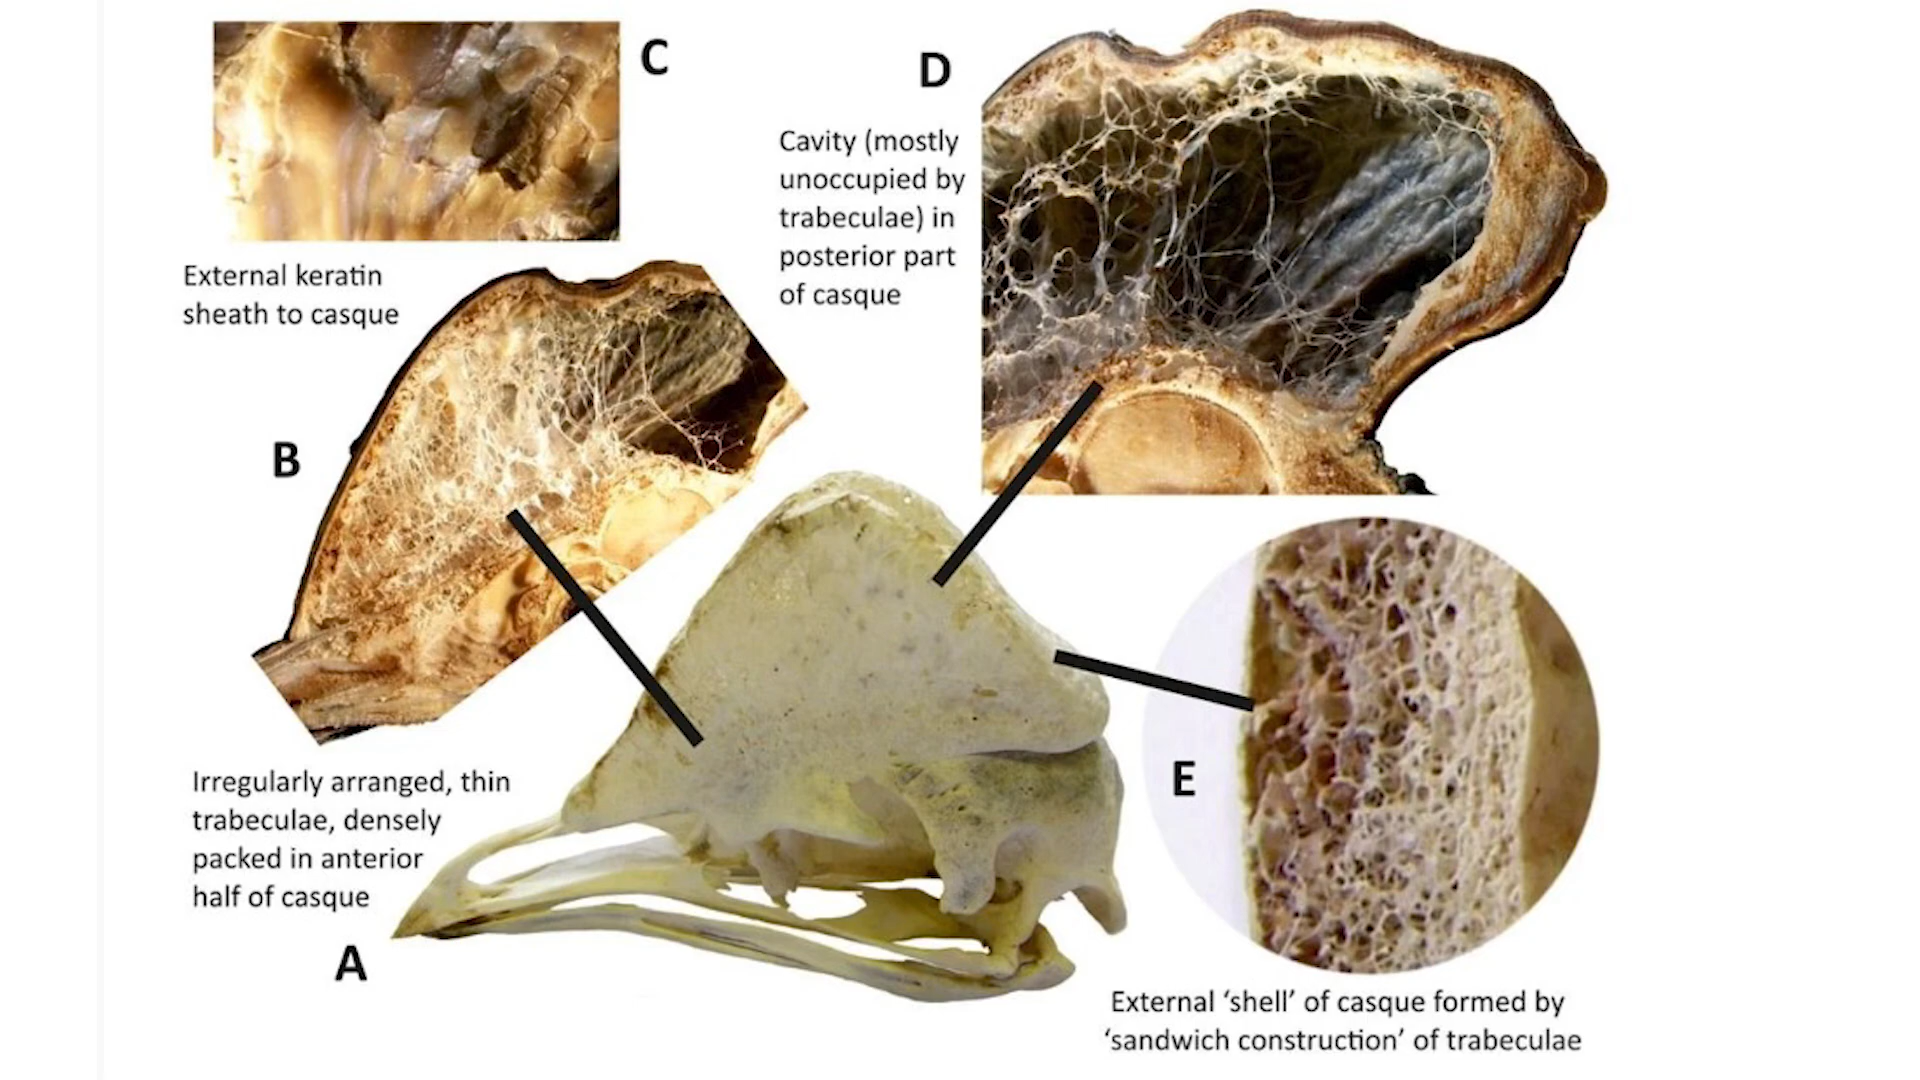 C
External keratin
sheath to casque
D
Cavity (mostly
unoccupied by
trabeculae) in
posterior part
of casque
B
Irregularly arranged, thin
trabeculae, densely
packed in anterior
half of casque
A
E
External ‘shell’ of casque formed by
‘sandwich construction’ of trabeculae